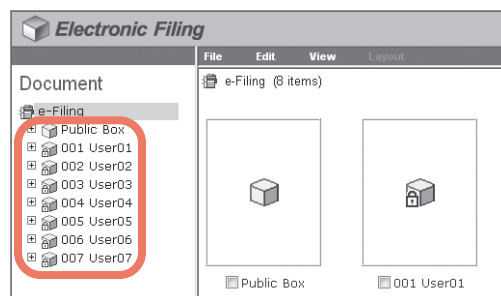 Electronic Filing
File Edit View Layout
Document
e-Filing (8 items)
e-Filing
Public Box
001 User01
002 User02
003 User03
004 User04
005 User05
006 User06
007 User07
Public Box
001 User01